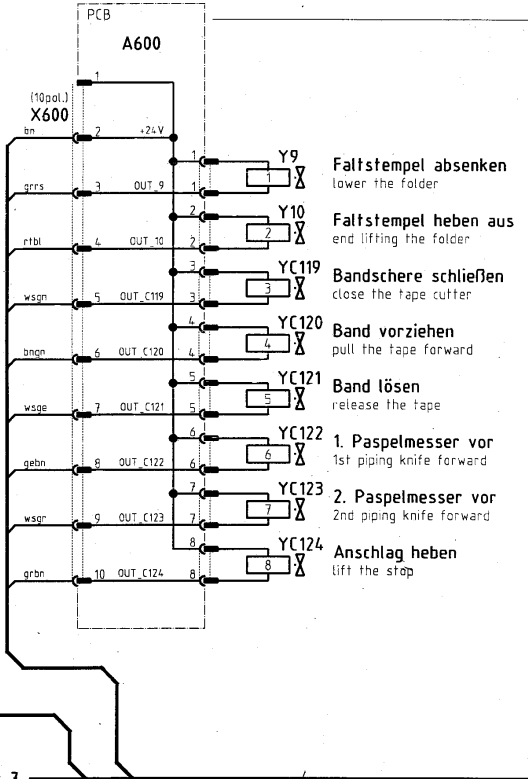 PCB
A600
1
(10pol.)
X600
bn 2 +24V
1 Y9
1 Faltstempel absenken
grrs 3 OUT_9 1 lower the folder
2 Y10
2 Faltstempel heben aus
rtbl 4 OUT_10 2 end lifting the folder
3 YC119
3 Bandschere schließen
wsgn 5 OUT_C119 3 close the tape cutter
4 YC120
4 Band vorziehen
bngn 6 OUT_C120 4 pull the tape forward
5 YC121
5 Band lösen
wsge 7 OUT_C121 5 release the tape
6 YC122
6 1. Paspelmesser vor
gebn 8 OUT_C122 6 1st piping knife forward
7 YC123
7 2. Paspelmesser vor
wsgr 9 OUT_C123 7 2nd piping knife forward
8 YC124
8 Anschlag heben
grbn 10 OUT_C124 8 lift the stop